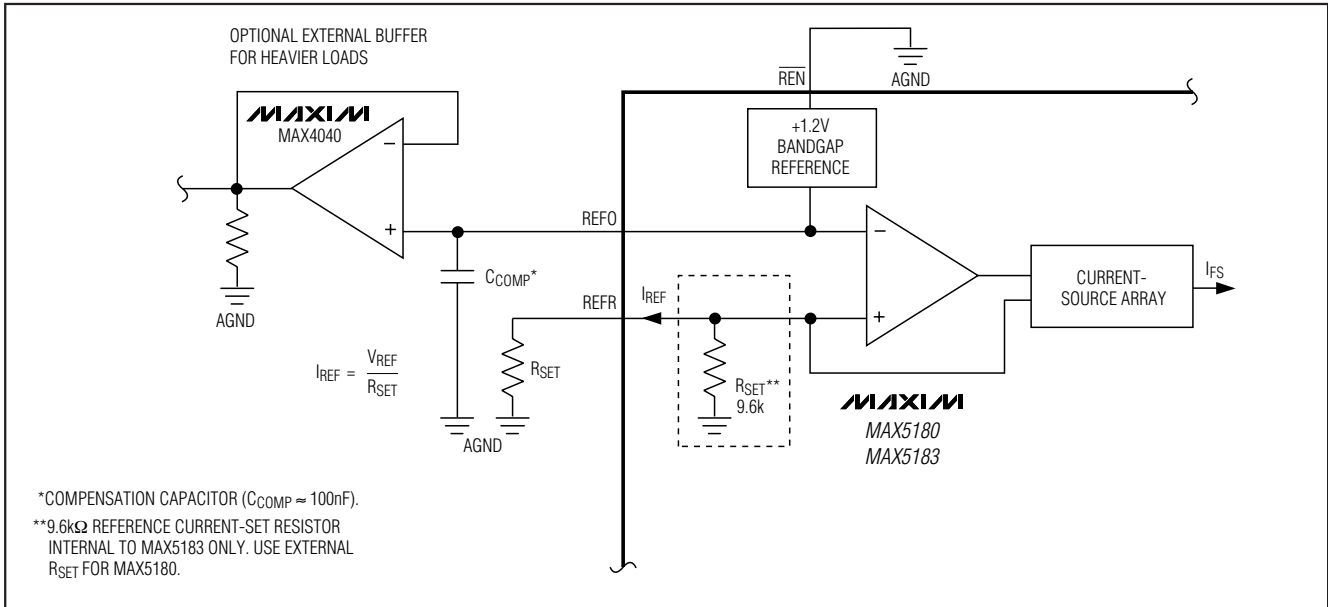 OPTIONAL EXTERNAL BUFFER
FOR HEAVIER LOADS
MAXIM
MAX4040
−
+
AGND
REN
AGND
+1.2V
BANDGAP
REFERENCE
REFO
−
+
CCOMP*
REFR
IREF
RSET
RSET**
9.6k
IREF = VREF
RSET
AGND
CURRENT-
SOURCE ARRAY
IFS
MAXIM
MAX5180
MAX5183
*COMPENSATION CAPACITOR (CCOMP ≈ 100nF).
**9.6kΩ REFERENCE CURRENT-SET RESISTOR
INTERNAL TO MAX5183 ONLY. USE EXTERNAL
RSET FOR MAX5180.